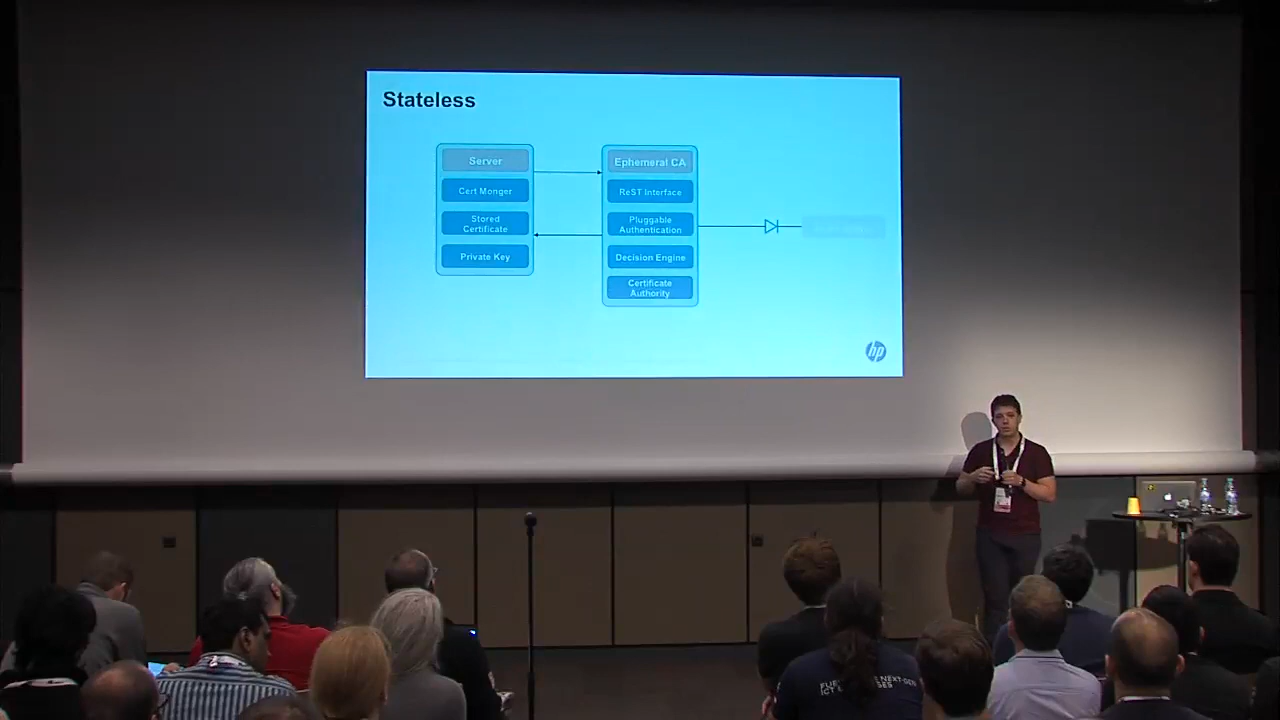 Stateless
Server
Cert Monger
Stored
Certificate
Private Key
Ephemeral CA
ReST Interface
Pluggable
Authentication
Decision Engine
Certificate
Authority
hp